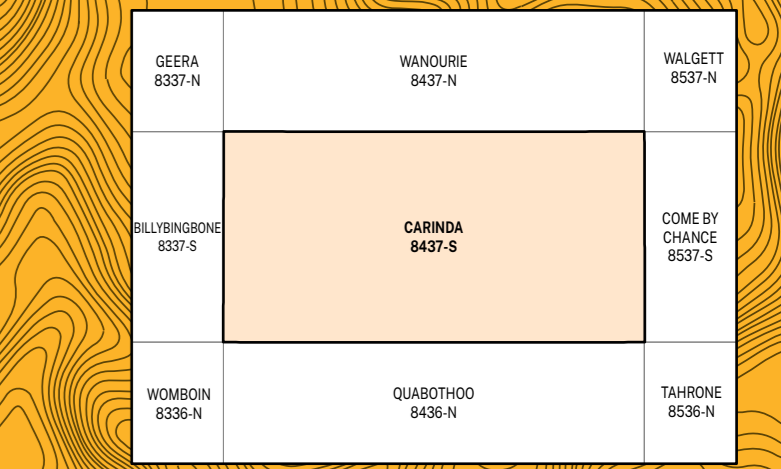 GEERA
8337-N
WANOURIE
8437-N
WALGETT
8537-N
BILLYBINGBONE
8337-S
CARINDA
8437-S
COME BY
CHANCE
8537-S
WOMBOIN
8336-N
QUABOTHOO
8436-N
TAHRONE
8536-N